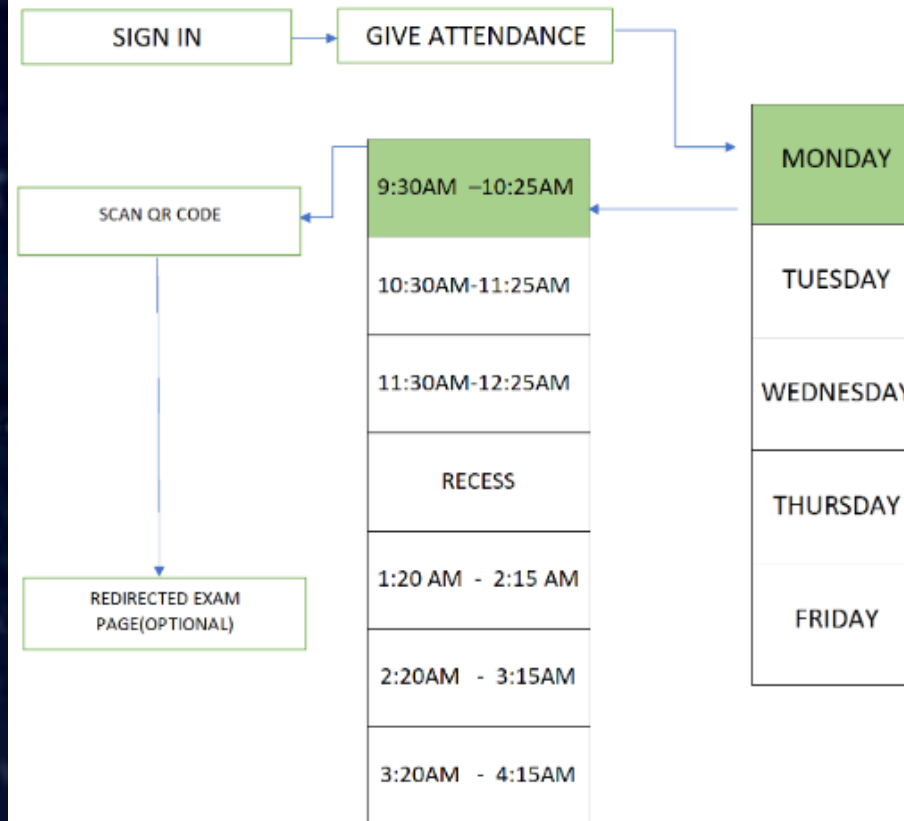 SIGN IN
GIVE ATTENDANCE
MONDAY
TUESDAY
WEDNESDAY
THURSDAY
FRIDAY
9:30AM –10:25AM
10:30AM-11:25AM
11:30AM-12:25AM
RECESS
1:20 AM - 2:15 AM
2:20AM - 3:15AM
3:20AM - 4:15AM
SCAN QR CODE
REDIRECTED EXAM
PAGE(OPTIONAL)